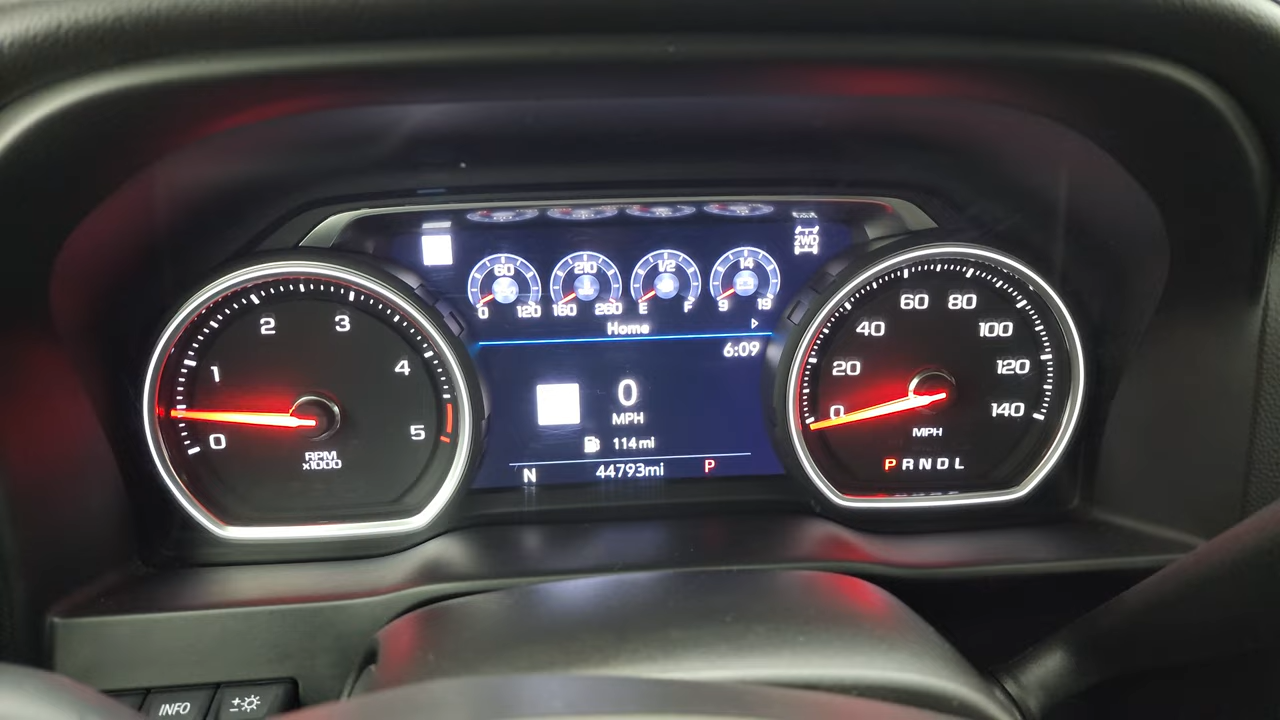 2WD
60
0 120
210
160 260
1/2
E F
14
9 19
Home
6:09
0
MPH
114 mi
N 44793mi P
0 1 2 3 4 5
RPM
x1000
0 20 40 60 80 100 120 140
MPH
PRNDL
INFO